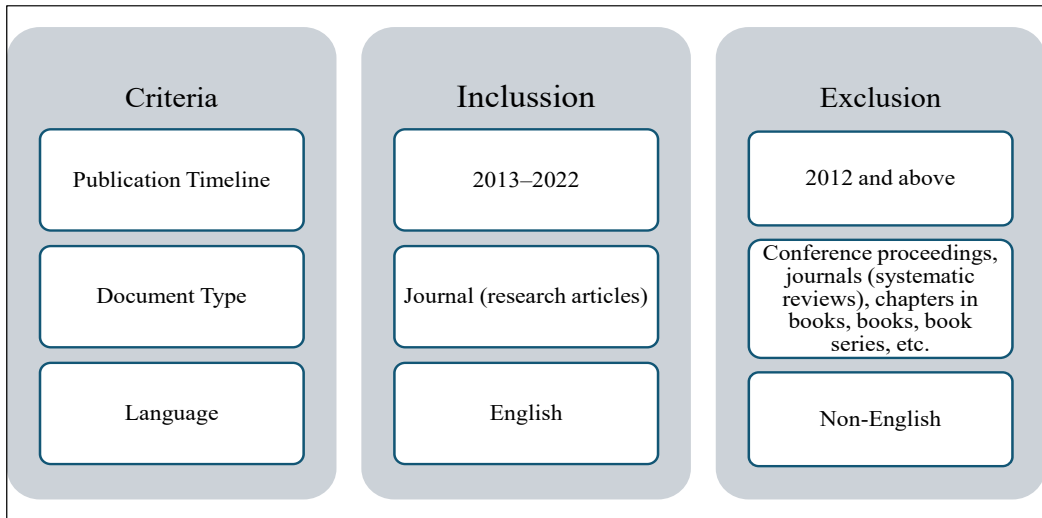 Criteria
Publication Timeline
Document Type
Language
Inclussion
2013–2022
Journal (research articles)
English
Exclusion
2012 and above
Conference proceedings,
journals (systematic
reviews), chapters in
books, books, book
series, etc.
Non-English